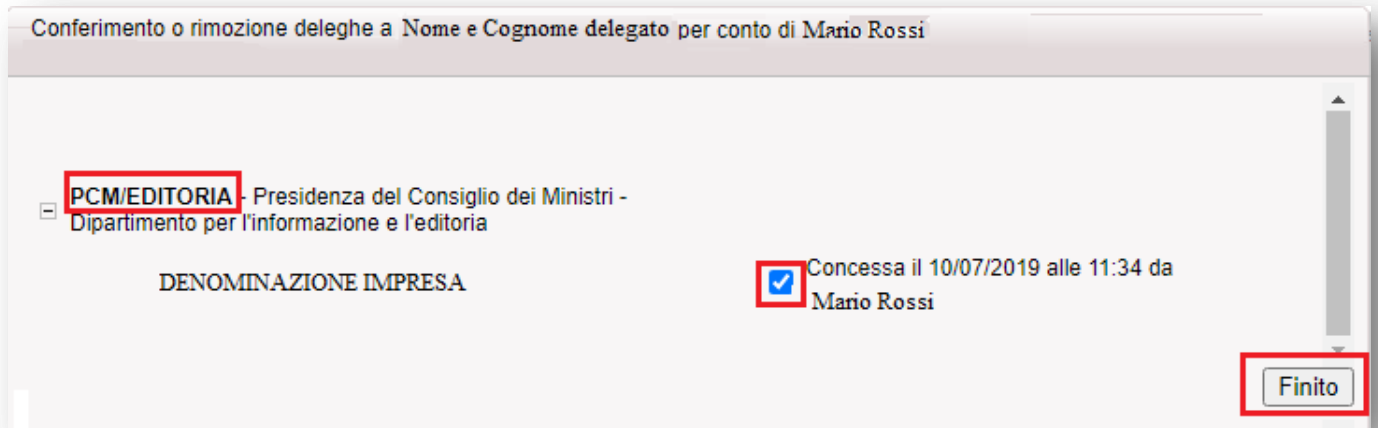 Conferimento o rimozione deleghe a Nome e Cognome delegato per conto di Mario Rossi
PCM/EDITORIA - Presidenza del Consiglio dei Ministri -
Dipartimento per l'informazione e l'editoria
DENOMINAZIONE IMPRESA
Concessa il 10/07/2019 alle 11:34 da
Mario Rossi
Finito